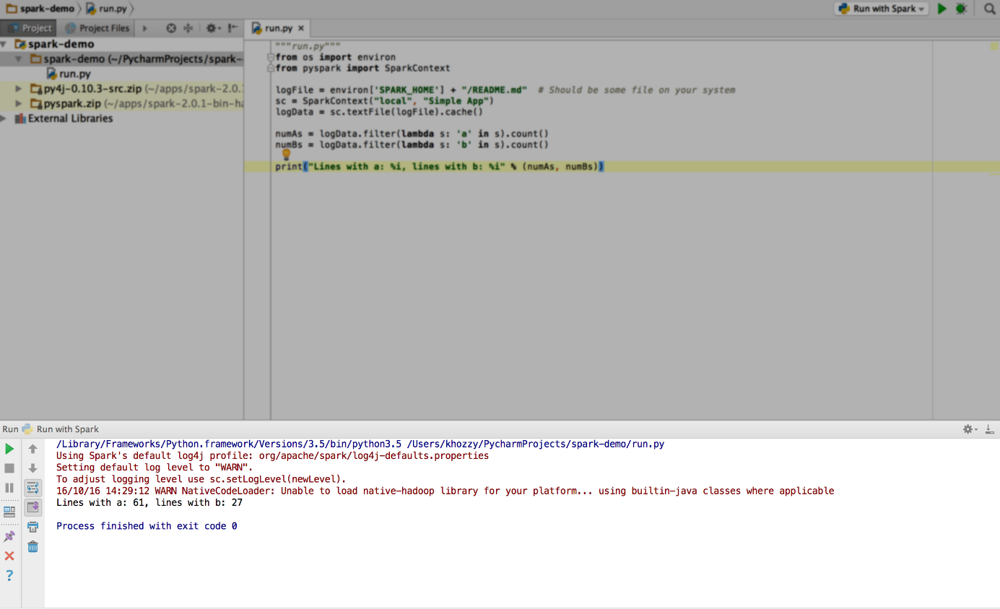 spark-demo run.py Run with Spark
Project Project Files run.py
spark-demo
spark-demo (~/PycharmProjects/spark-
run.py
py4j-0.10.3-src.zip (~/apps/spark-2.0.1
pyspark.zip (~/apps/spark-2.0.1-bin-ha
External Libraries
"""run.py"""
from os import environ
from pyspark import SparkContext
logFile = environ['SPARK_HOME'] + "/README.md"  # Should be some file on your system
sc = SparkContext("local", "Simple App")
logData = sc.textFile(logFile).cache()
numAs = logData.filter(lambda s: 'a' in s).count()
numBs = logData.filter(lambda s: 'b' in s).count()
print("Lines with a: %i, lines with b: %i" % (numAs, numBs))
Run Run with Spark
/Library/Frameworks/Python.framework/Versions/3.5/bin/python3.5 /Users/khozzy/PycharmProjects/spark-demo/run.py
Using Spark's default log4j profile: org/apache/spark/log4j-defaults.properties
Setting default log level to "WARN".
To adjust logging level use sc.setLogLevel(newLevel).
16/10/16 14:29:12 WARN NativeCodeLoader: Unable to load native-hadoop library for your platform... using builtin-java classes where applicable
Lines with a: 61, lines with b: 27
Process finished with exit code 0